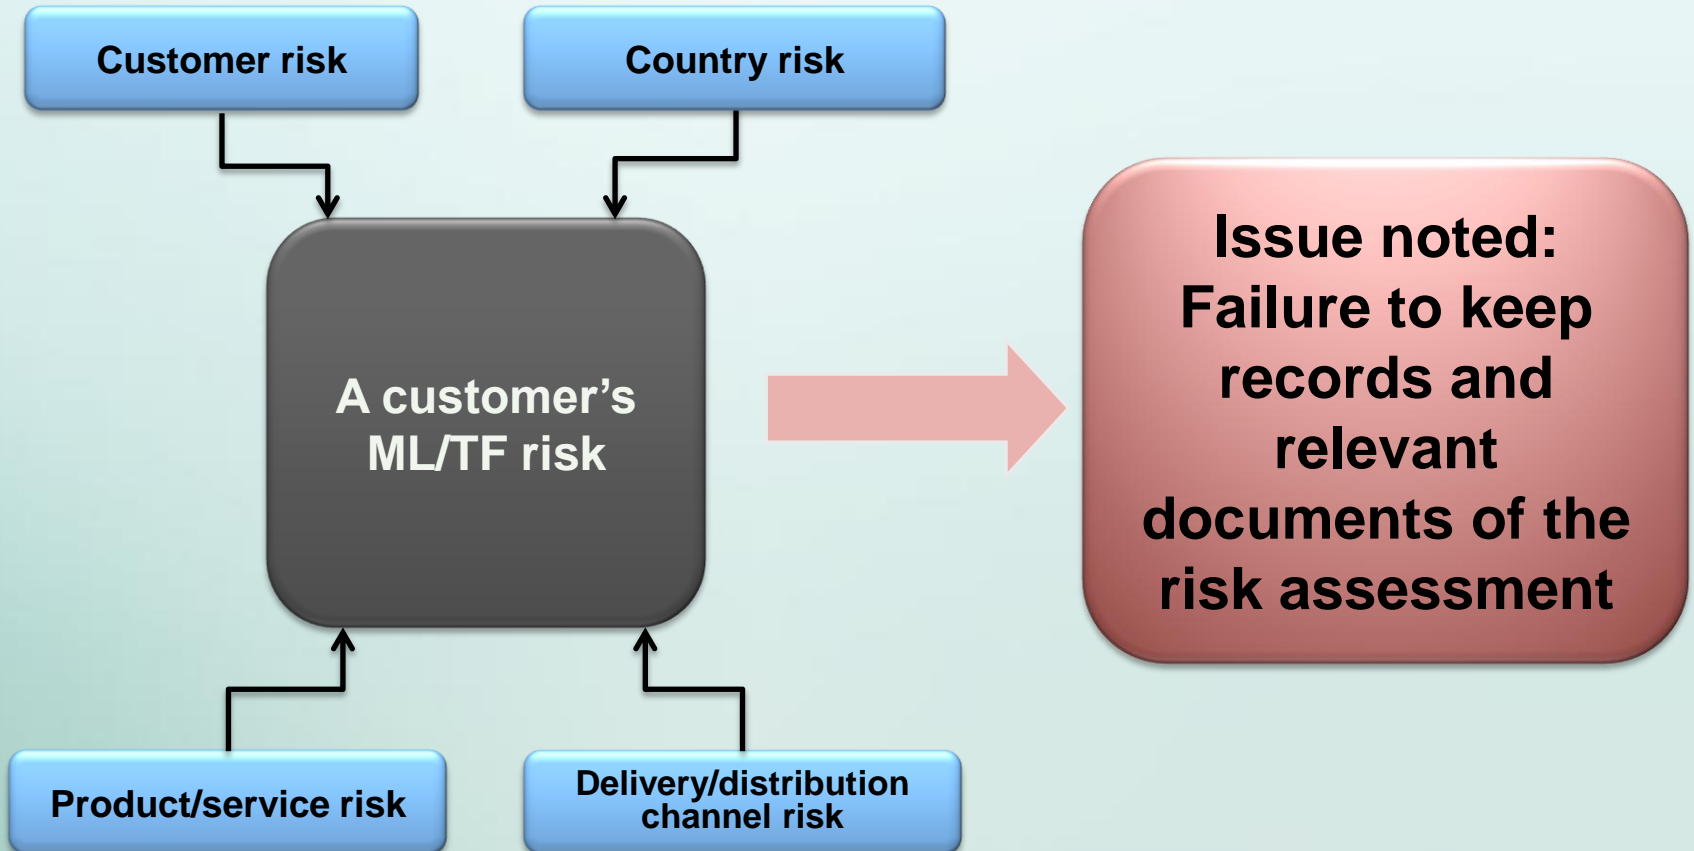 Customer risk
Country risk
A customer’s
ML/TF risk
Issue noted:
Failure to keep
records and
relevant
documents of the
risk assessment
Product/service risk
Delivery/distribution
channel risk